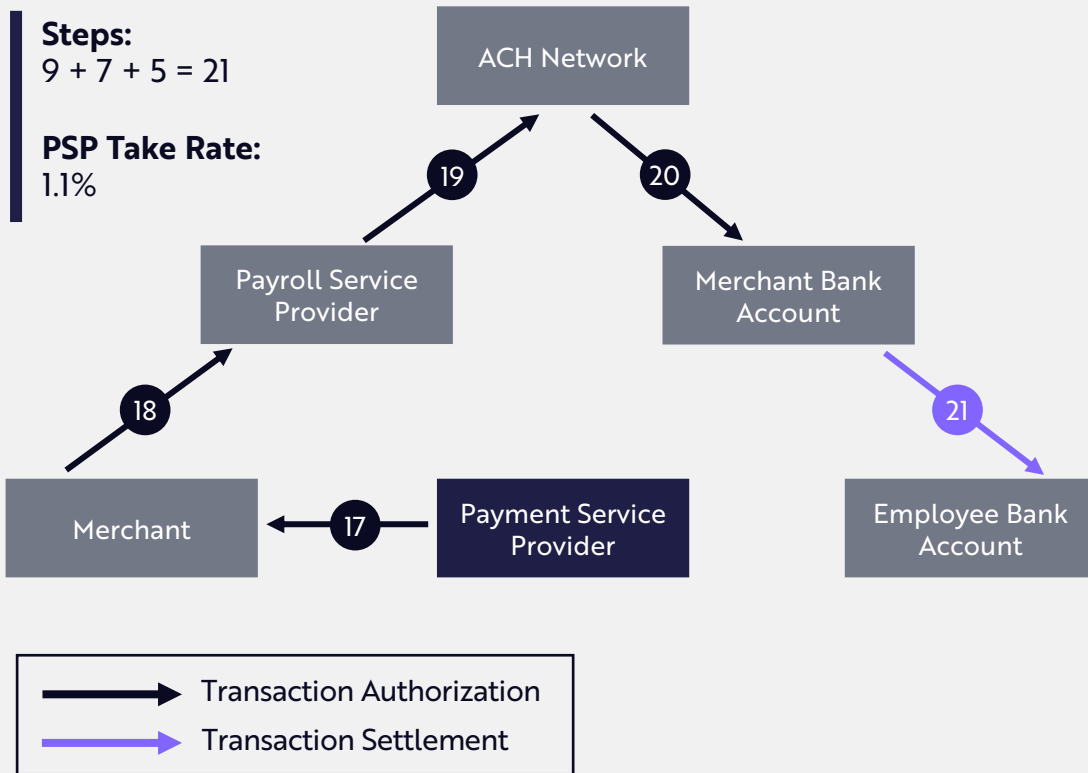 Steps:
9 + 7 + 5 = 21
PSP Take Rate:
1.1%
ACH Network
19
20
Payroll Service
Provider
Merchant Bank
Account
18
21
Merchant
17
Payment Service
Provider
Employee Bank
Account
Transaction Authorization
Transaction Settlement